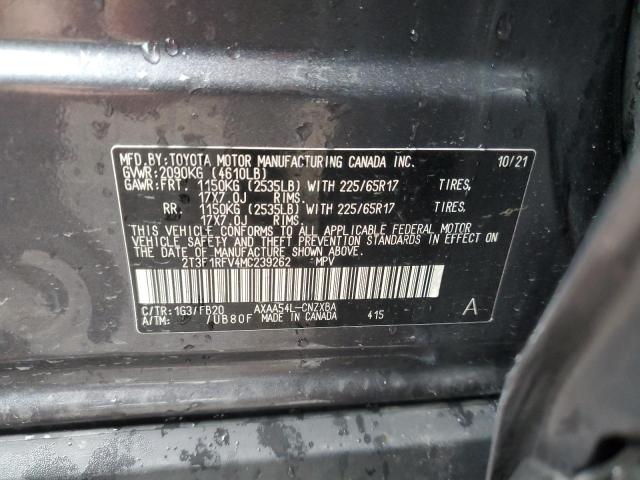 MFD.BY:TOYOTA MOTOR MANUFACTURING CANADA INC. 10/21
GVWR:2090KG (4610LB)
GAWR:FRT. 1150KG (2535LB) WITH 225/65R17 TIRES,
17X7.0J RIMS.
RR. 1150KG (2535LB) WITH 225/65R17 TIRES,
17X7.0J RIMS.
THIS VEHICLE CONFORMS TO ALL APPLICABLE FEDERAL MOTOR
VEHICLE SAFETY AND THEFT PREVENTION STANDARDS IN EFFECT
ON THE DATE OF MANUFACTURE SHOWN ABOVE.
2T3F1RFV4MC239262 MPV
C/TR:1G3/FB20 AXAA54L-CNZXBA A
A/TM: /UB80F MADE IN CANADA 415